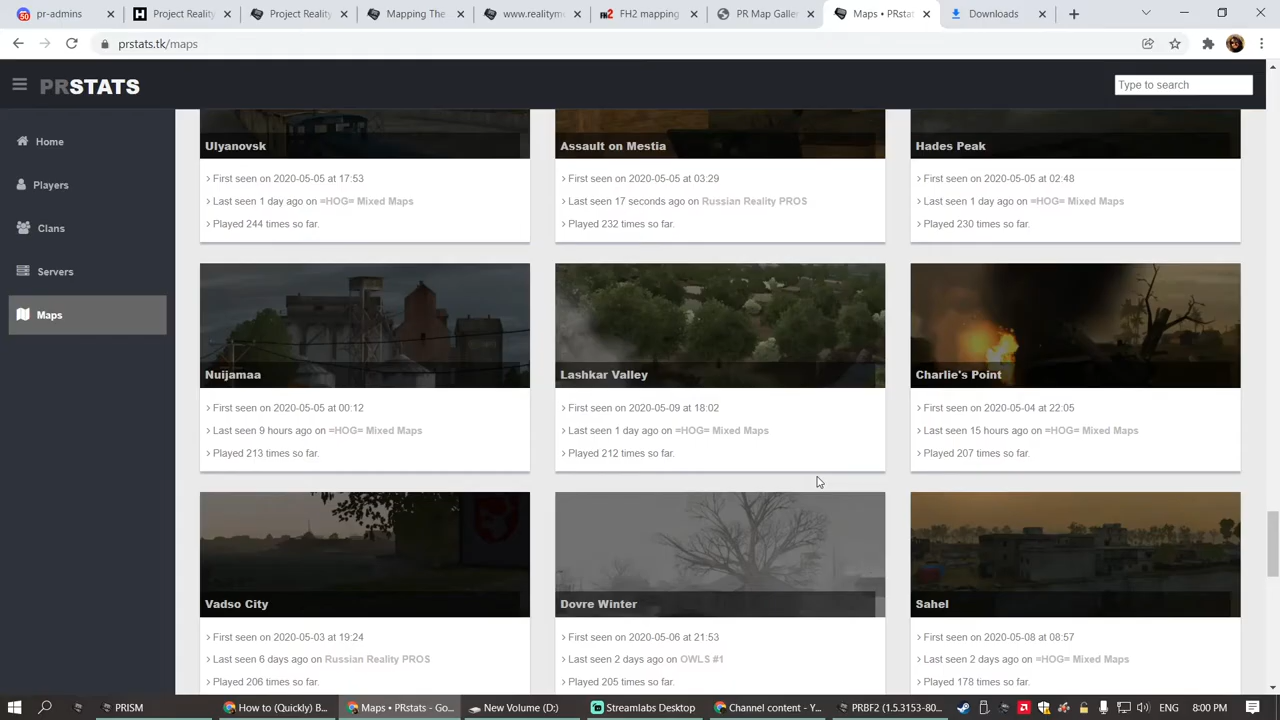 pr-admins
Project Reality
Project Reality
Mapping The
www.realitymo
FH2 mapping
PR Map Galler
Maps • PRstat
Downloads
prstats.tk/maps
PRSTATS
Type to search
Home
Players
Clans
Servers
Maps
Ulyanovsk
Assault on Mestia
Hades Peak
First seen on 2020-05-05 at 17:53
First seen on 2020-05-05 at 03:29
First seen on 2020-05-05 at 02:48
Last seen 1 day ago on =HOG= Mixed Maps
Last seen 17 seconds ago on Russian Reality PROS
Last seen 1 day ago on =HOG= Mixed Maps
Played 244 times so far.
Played 232 times so far.
Played 230 times so far.
Nuijamaa
Lashkar Valley
Charlie's Point
First seen on 2020-05-05 at 00:12
First seen on 2020-05-09 at 18:02
First seen on 2020-05-04 at 22:05
Last seen 9 hours ago on =HOG= Mixed Maps
Last seen 1 day ago on =HOG= Mixed Maps
Last seen 15 hours ago on =HOG= Mixed Maps
Played 213 times so far.
Played 212 times so far.
Played 207 times so far.
Vadso City
Dovre Winter
Sahel
First seen on 2020-05-03 at 19:24
First seen on 2020-05-06 at 21:53
First seen on 2020-05-08 at 08:57
Last seen 6 days ago on Russian Reality PROS
Last seen 2 days ago on OWLS #1
Last seen 2 days ago on =HOG= Mixed Maps
Played 206 times so far.
Played 205 times so far.
Played 178 times so far.
PRISM
How to (Quickly) B...
Maps • PRstats - Go...
New Volume (D:)
Streamlabs Desktop
Channel content - Y...
PRBF2 (1.5.3153-80...
ENG
8:00 PM